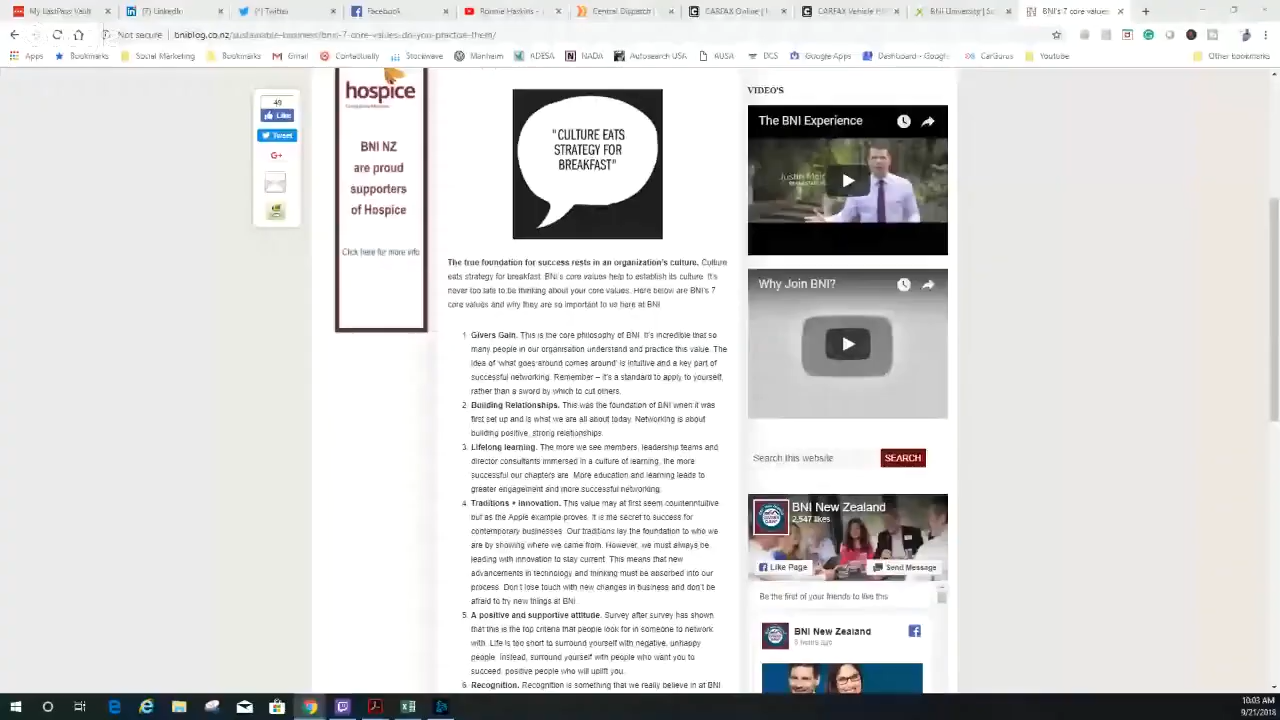 My LastPass Vault
(1) LinkedIn
(1) Twitter
Facebook
Ronnie Haskins
Central Dispatch
CARFAX Online
CARFAX Vehicle
BNI University | Sc
BNI's 7 core values
Not secure | bniblog.co.nz/sustainable-business/bnis-7-core-values-do-you-practice-them/
Apps Bookmarks Social Marketing Bookmarks Gmail Contactually Stockwave Manheim ADESA NADA Autosearch USA AUSA DCS Google Apps Dashboard - Google CarGurus Youtube Other bookmarks
49
Like
Tweet
G+
hospice
BNI NZ
are proud
supporters
of Hospice
Click here for more info
"CULTURE EATS
STRATEGY FOR
BREAKFAST"
The true foundation for success rests in an organization's culture. Culture
eats strategy for breakfast. BNI's core values help to establish its culture. It's
never too late to be thinking about your core values. Here below are BNI's 7
core values and why they are so important to us here at BNI
1. Givers Gain. This is the core philosophy of BNI. It's incredible that so
many people in our organisation understand and practice this value. The
idea of 'what goes around comes around' is intuitive and a key part of
successful networking. Remember – it's a standard to apply to yourself,
rather than a sword by which to cut others.
2. Building Relationships. This was the foundation of BNI when it was
first set up and is what we are all about today. Networking is about
building positive, strong relationships.
3. Lifelong learning. The more we see members, leadership teams and
director consultants immersed in a culture of learning, the more
successful our chapters are. More education and learning leads to
greater engagement and more successful networking.
4. Traditions + innovation. This value may at first seem counterintuitive
but as the Apple example proves. It is the secret to success for
contemporary businesses. Our traditions lay the foundation to who we
are by showing where we came from. However, we must always be
leading with innovation to stay current. This means that new
advancements in technology and thinking must be absorbed into our
process. Don't lose touch with new changes in business and don't be
afraid to try new things at BNI
5. A positive and supportive attitude. Survey after survey has shown
that this is the top criteria that people look for in someone to network
with. Life is too short to surround yourself with negative, unhappy
people. Instead, surround yourself with people who want you to
succeed, positive people who will uplift you.
6. Recognition. Recognition is something that we really believe in at BNI
VIDEO'S
The BNI Experience
Justin Muir
Why Join BNI?
Search this website
SEARCH
BNI New Zealand
2,547 likes
Like Page
Send Message
Be the first of your friends to like this
BNI New Zealand
10:03 AM
9/21/2018